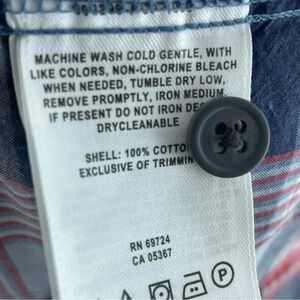 MACHINE WASH COLD GENTLE, WITH
LIKE COLORS, NON-CHLORINE BLEACH
WHEN NEEDED, TUMBLE DRY LOW,
REMOVE PROMPTLY, IRON MEDIUM,
IF PRESENT DO NOT IRON DEC
DRYCLEANABLE
SHELL: 100% COTTO
EXCLUSIVE OF TRIMMIN
RN 69724
CA 05367